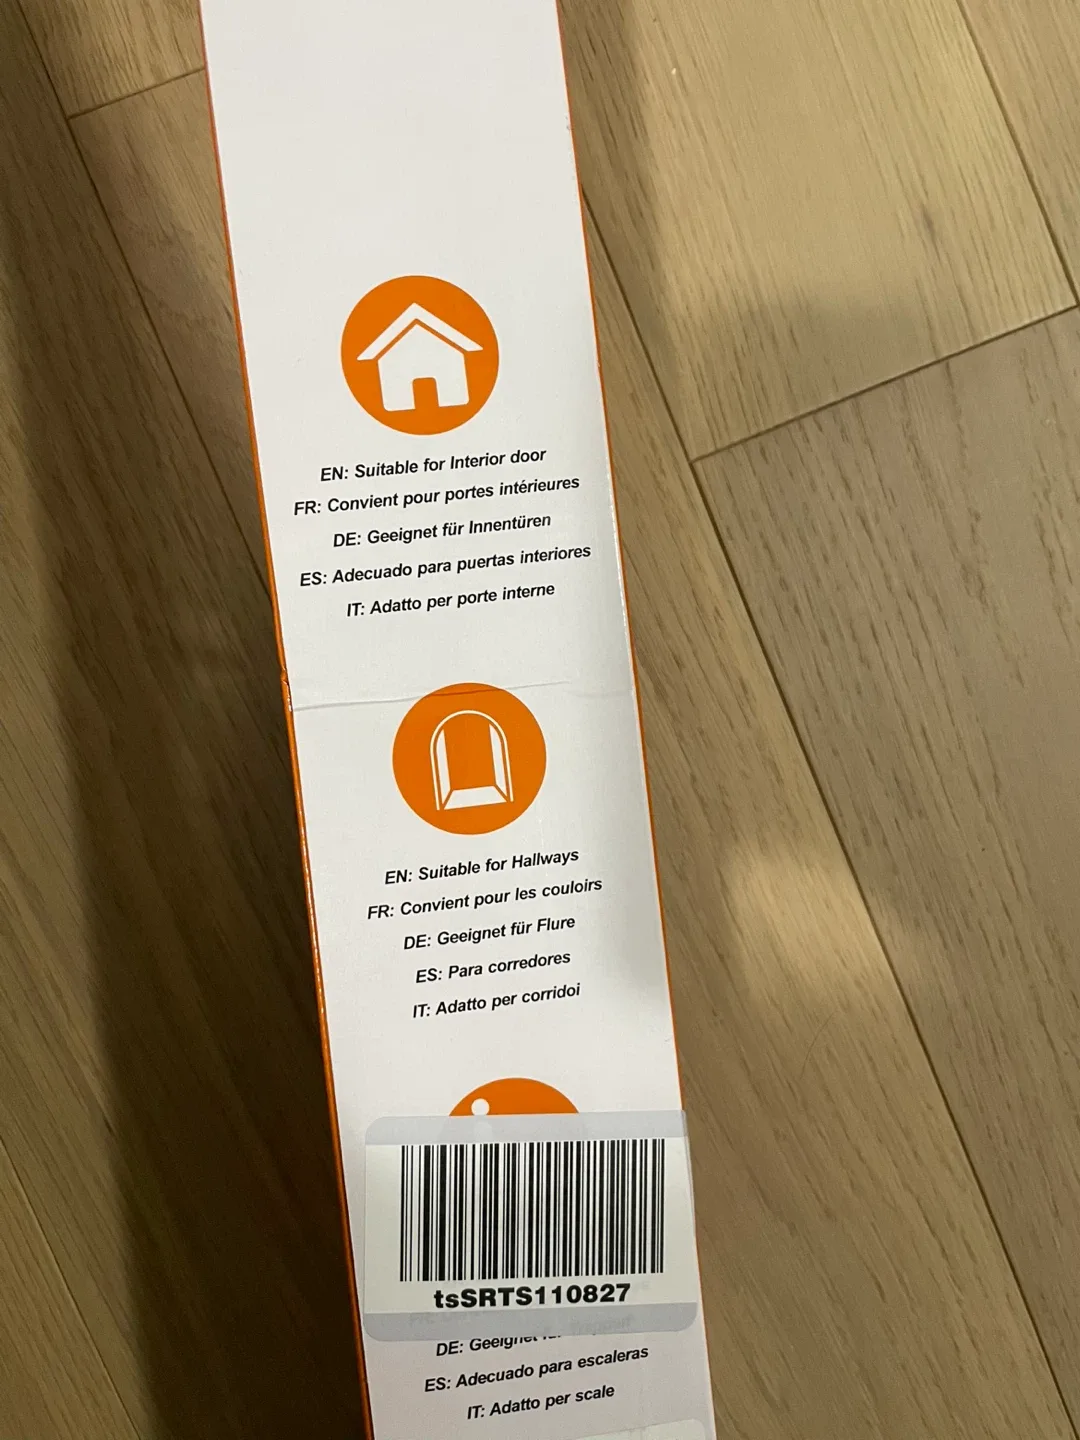 EN: Suitable for Interior door
FR: Convient pour portes intérieures
DE: Geeignet für Innentüren
ES: Adecuado para puertas interiores
IT: Adatto per porte interne
EN: Suitable for Hallways
FR: Convient pour les couloirs
DE: Geeignet für Flure
ES: Para corredores
IT: Adatto per corridoi
tsSRTS110827
DE: Geeignet
ES: Adecuado para escaleras
IT: Adatto per scale